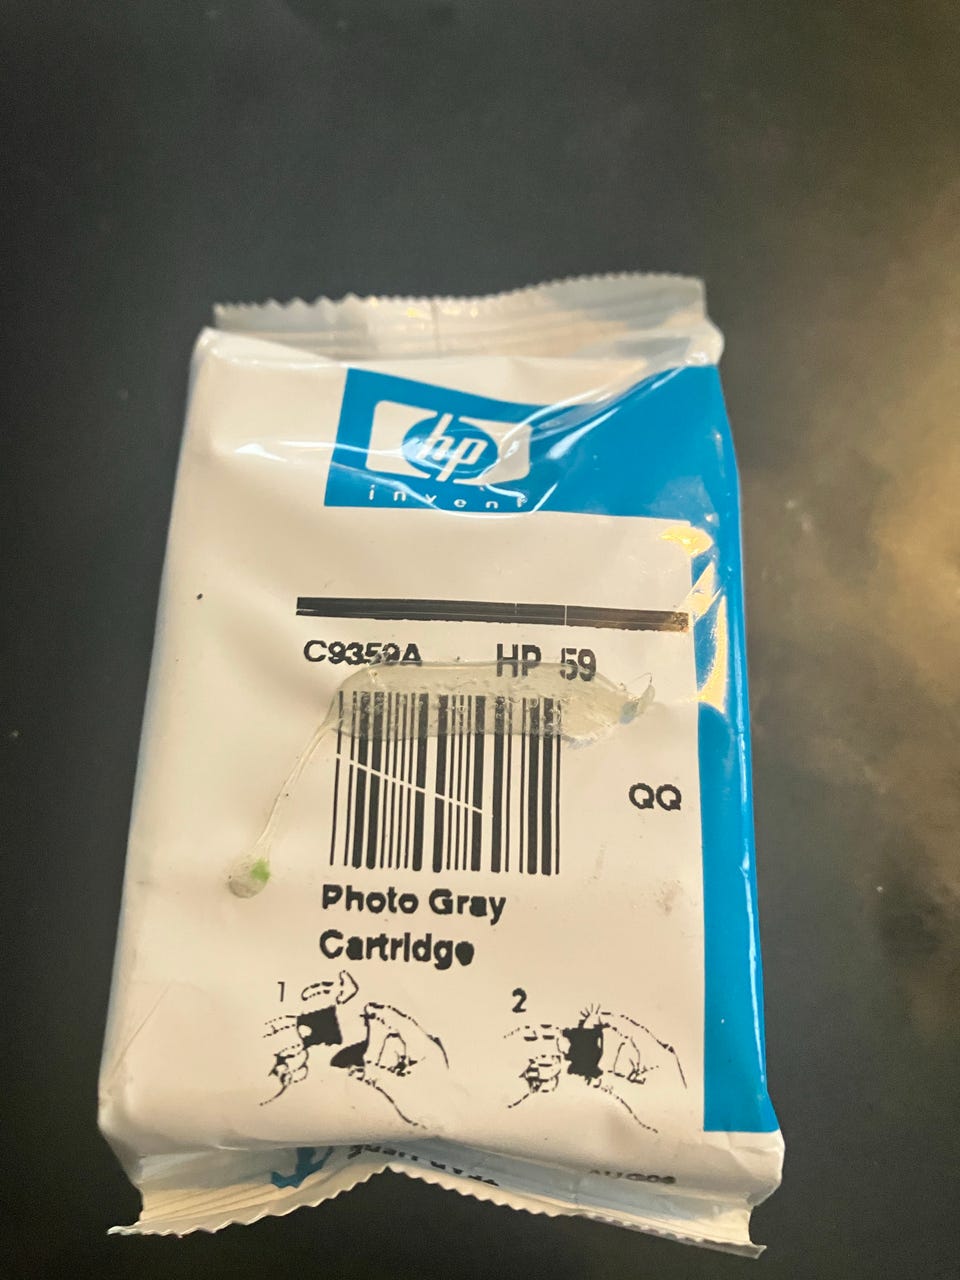 hp
invent
C9359A HP 59
QQ
Photo Gray
Cartridge
1 2